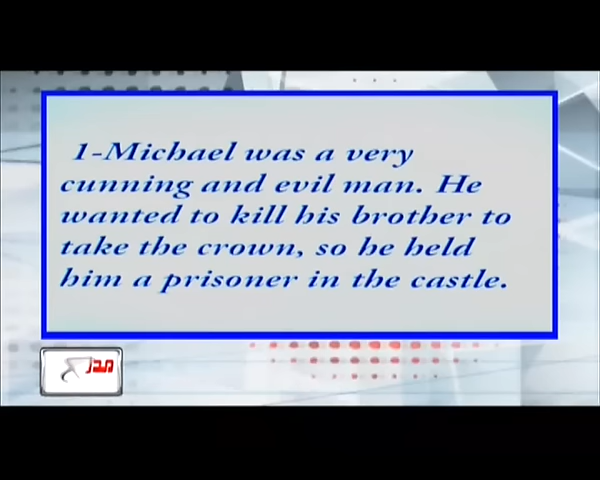 1-Michael was a very
cunning and evil man. He
wanted to kill his brother to
take the crown, so he held
him a prisoner in the castle.